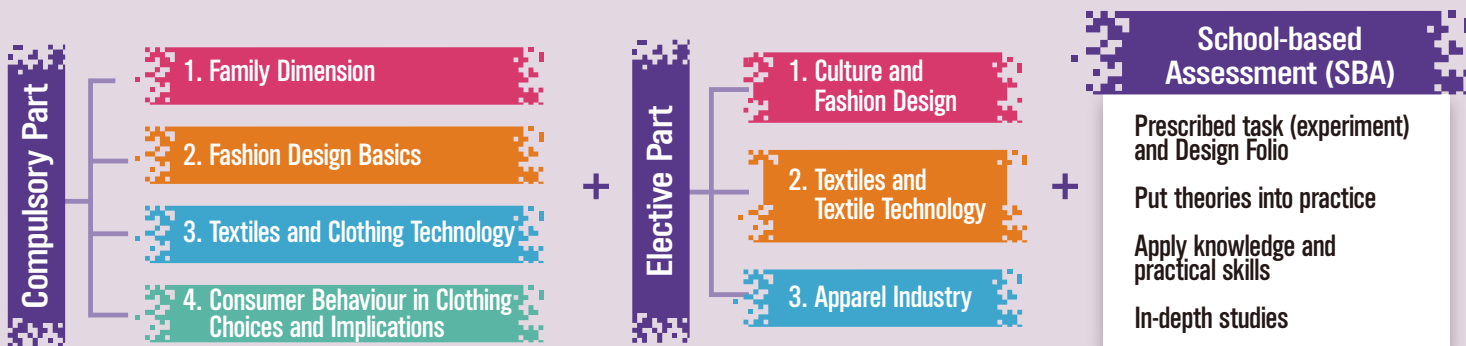 Compulsory Part
1. Family Dimension
2. Fashion Design Basics
3. Textiles and Clothing Technology
4. Consumer Behaviour in Clothing
Choices and Implications
+
Elective Part
1. Culture and
Fashion Design
2. Textiles and
Textile Technology
3. Apparel Industry
+
School-based
Assessment (SBA)
Prescribed task (experiment)
and Design Folio
Put theories into practice
Apply knowledge and
practical skills
In-depth studies